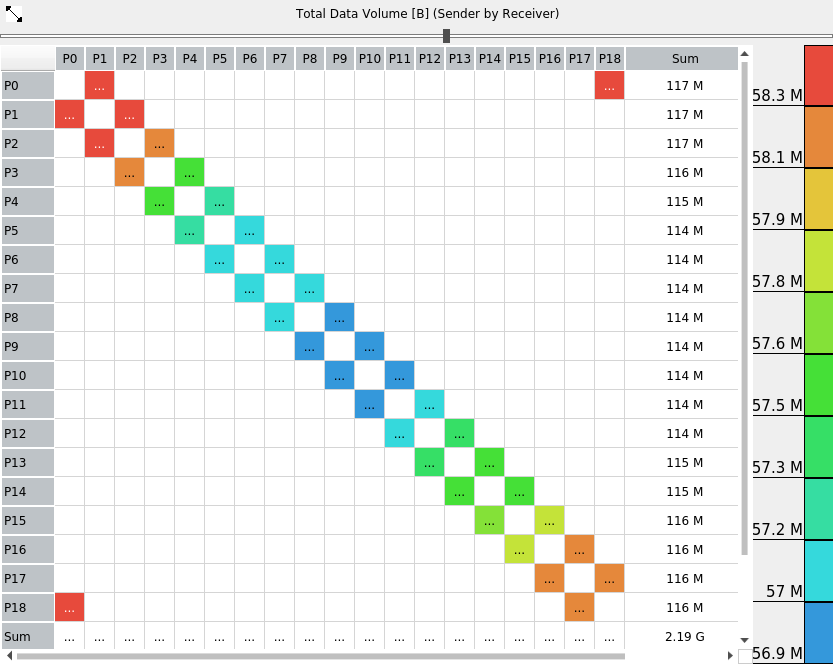 Total Data Volume [B] (Sender by Receiver)
P0 P1 P2 P3 P4 P5 P6 P7 P8 P9 P10 P11 P12 P13 P14 P15 P16 P17 P18 Sum
P0 ... ... 117 M
P1 ... ... 117 M
P2 ... ... 117 M
P3 ... ... 116 M
P4 ... ... 115 M
P5 ... ... 114 M
P6 ... ... 114 M
P7 ... ... 114 M
P8 ... ... 114 M
P9 ... ... 114 M
P10 ... ... 114 M
P11 ... ... 114 M
P12 ... ... 114 M
P13 ... ... 115 M
P14 ... ... 115 M
P15 ... ... 116 M
P16 ... ... 116 M
P17 ... ... 116 M
P18 ... ... 116 M
Sum ... ... ... ... ... ... ... ... ... ... ... ... ... ... ... ... ... ... ... 2.19 G
58.3 M
58.1 M
57.9 M
57.8 M
57.6 M
57.5 M
57.3 M
57.2 M
57 M
56.9 M